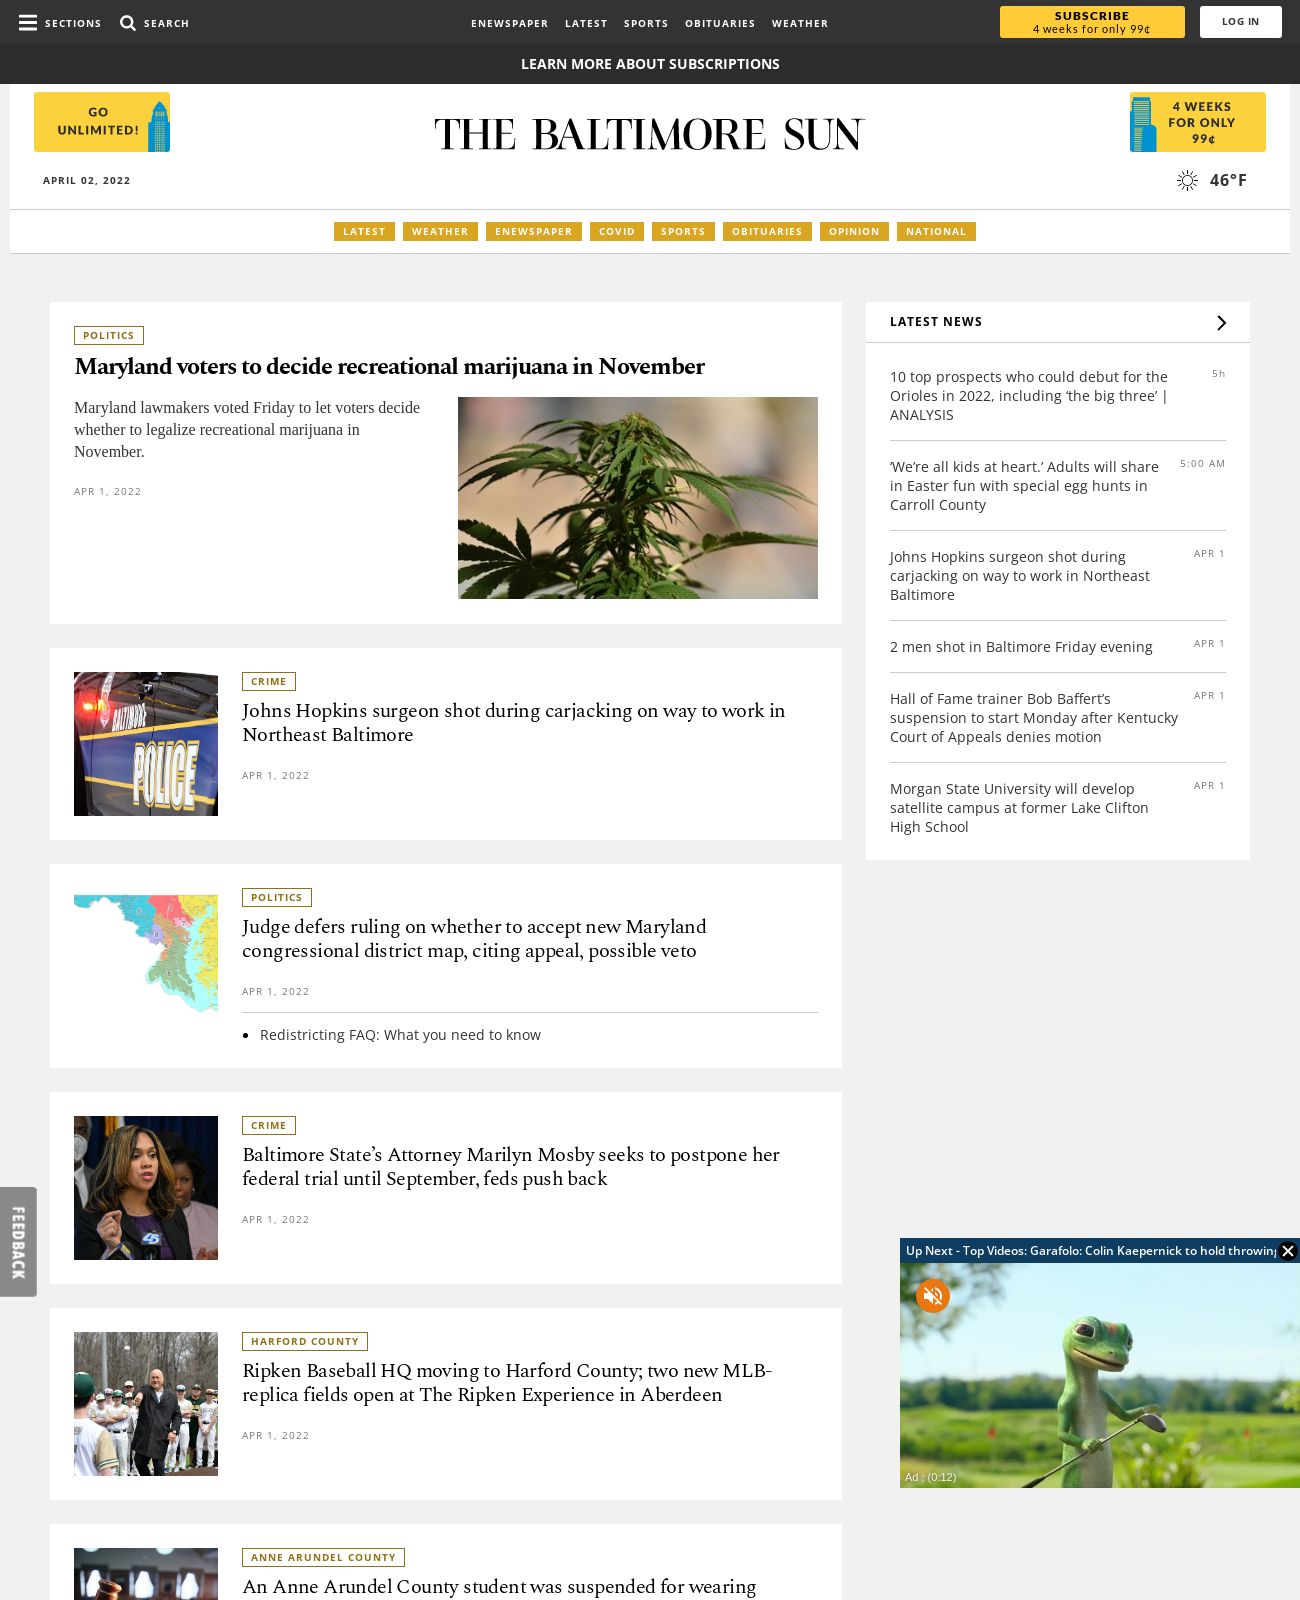 SECTIONS
SEARCH
ENEWSPAPER
LATEST
SPORTS
OBITUARIES
WEATHER
SUBSCRIBE
4 weeks for only 99¢
LOG IN
LEARN MORE ABOUT SUBSCRIPTIONS
GO
UNLIMITED!
THE BALTIMORE SUN
4 WEEKS
FOR ONLY
99¢
APRIL 02, 2022
46°F
LATEST
WEATHER
ENEWSPAPER
COVID
SPORTS
OBITUARIES
OPINION
NATIONAL
POLITICS
Maryland voters to decide recreational marijuana in November
Maryland lawmakers voted Friday to let voters decide
whether to legalize recreational marijuana in
November.
APR 1, 2022
CRIME
Johns Hopkins surgeon shot during carjacking on way to work in
Northeast Baltimore
APR 1, 2022
BALTIMORE
POLICE
POLITICS
Judge defers ruling on whether to accept new Maryland
congressional district map, citing appeal, possible veto
APR 1, 2022
Redistricting FAQ: What you need to know
CRIME
Baltimore State’s Attorney Marilyn Mosby seeks to postpone her
federal trial until September, feds push back
APR 1, 2022
HARFORD COUNTY
Ripken Baseball HQ moving to Harford County; two new MLB-
replica fields open at The Ripken Experience in Aberdeen
APR 1, 2022
ANNE ARUNDEL COUNTY
An Anne Arundel County student was suspended for wearing
LATEST NEWS
10 top prospects who could debut for the
Orioles in 2022, including ‘the big three’ |
ANALYSIS
5h
‘We’re all kids at heart.’ Adults will share
in Easter fun with special egg hunts in
Carroll County
5:00 AM
Johns Hopkins surgeon shot during
carjacking on way to work in Northeast
Baltimore
APR 1
2 men shot in Baltimore Friday evening
APR 1
Hall of Fame trainer Bob Baffert’s
suspension to start Monday after Kentucky
Court of Appeals denies motion
APR 1
Morgan State University will develop
satellite campus at former Lake Clifton
High School
APR 1
FEEDBACK
Up Next - Top Videos: Garafolo: Colin Kaepernick to hold throwing
Ad : (0:12)